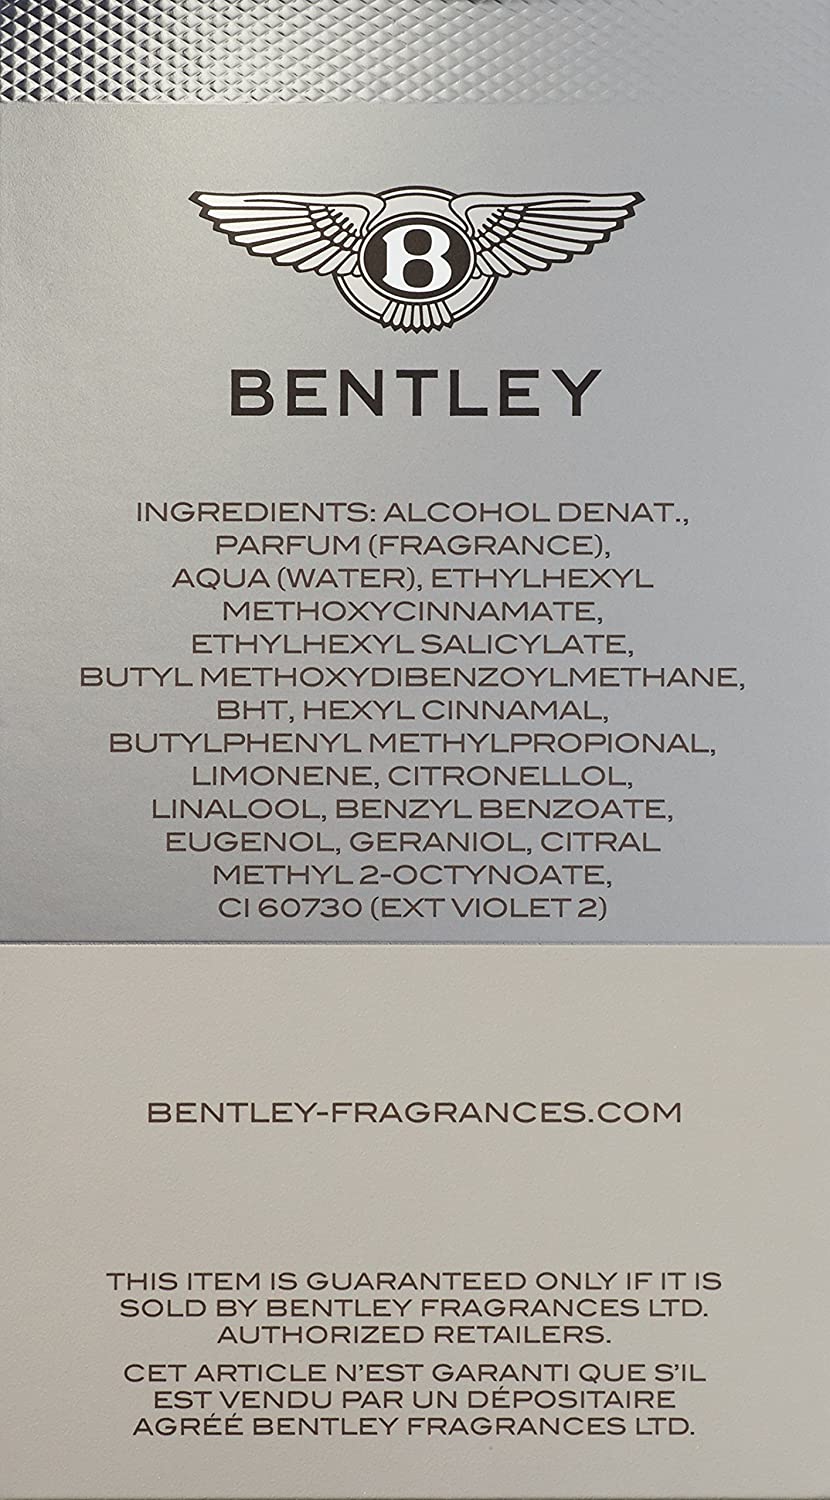 B
BENTLEY
INGREDIENTS: ALCOHOL DENAT.,
PARFUM (FRAGRANCE),
AQUA (WATER), ETHYLHEXYL
METHOXYCINNAMATE,
ETHYLHEXYL SALICYLATE,
BUTYL METHOXYDIBENZOYLMETHANE,
BHT, HEXYL CINNAMAL,
BUTYLPHENYL METHYLPROPIONAL,
LIMONENE, CITRONELLOL,
LINALOOL, BENZYL BENZOATE,
EUGENOL, GERANIOL, CITRAL
METHYL 2-OCTYNOATE,
CI 60730 (EXT VIOLET 2)
BENTLEY-FRAGRANCES.COM
THIS ITEM IS GUARANTEED ONLY IF IT IS
SOLD BY BENTLEY FRAGRANCES LTD.
AUTHORIZED RETAILERS.
CET ARTICLE N'EST GARANTI QUE S'IL
EST VENDU PAR UN DÉPOSITAIRE
AGRÉÉ BENTLEY FRAGRANCES LTD.